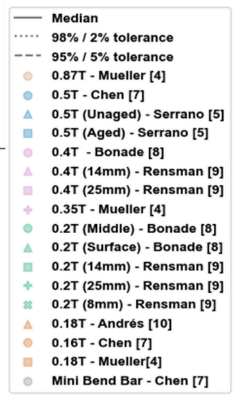 Median
98% / 2% tolerance
95% / 5% tolerance
0.87T - Mueller [4]
0.5T - Chen [7]
0.5T (Unaged) - Serrano [5]
0.5T (Aged) - Serrano [5]
0.4T - Bonade [8]
0.4T (14mm) - Rensman [9]
0.4T (25mm) - Rensman [9]
0.35T - Mueller [4]
0.2T (Middle) - Bonade [8]
0.2T (Surface) - Bonade [8]
0.2T (14mm) - Rensman [9]
0.2T (25mm) - Rensman [9]
0.2T (8mm) - Rensman [9]
0.18T - Andrés [10]
0.16T - Chen [7]
0.18T - Mueller[4]
Mini Bend Bar - Chen [7]